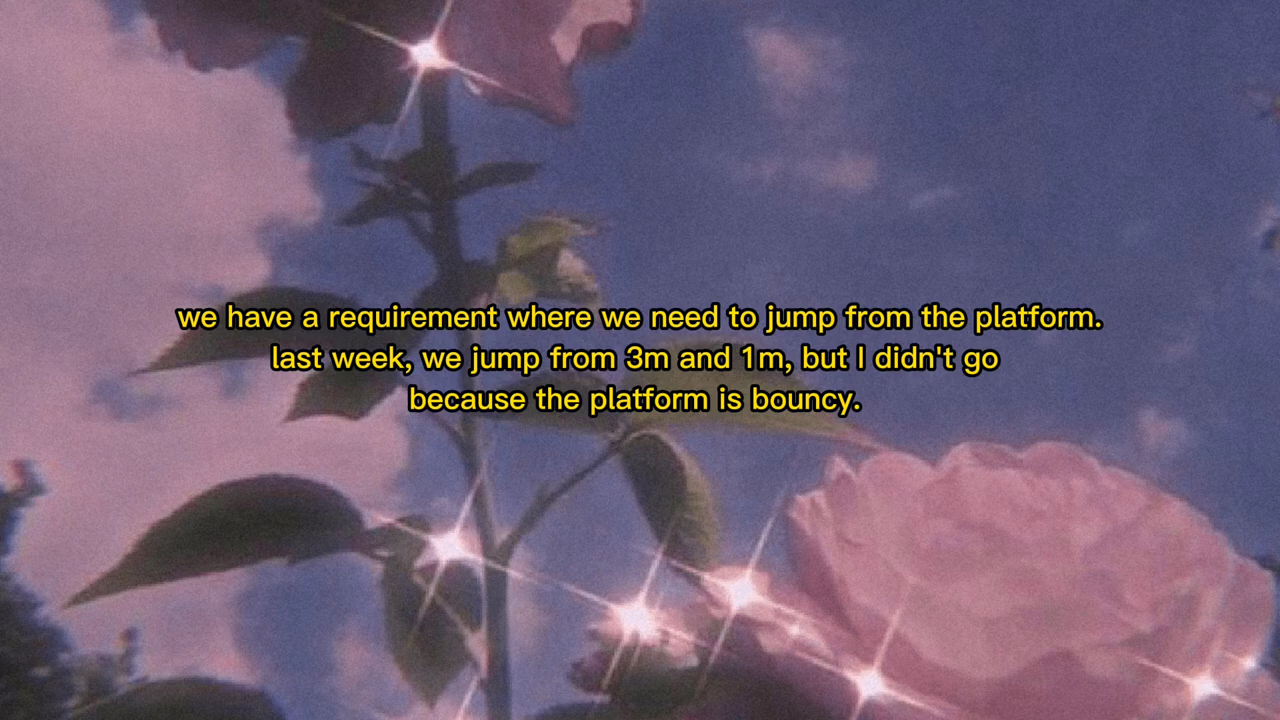 we have a requirement where we need to jump from the platform.
last week, we jump from 3m and 1m, but I didn't go
because the platform is bouncy.